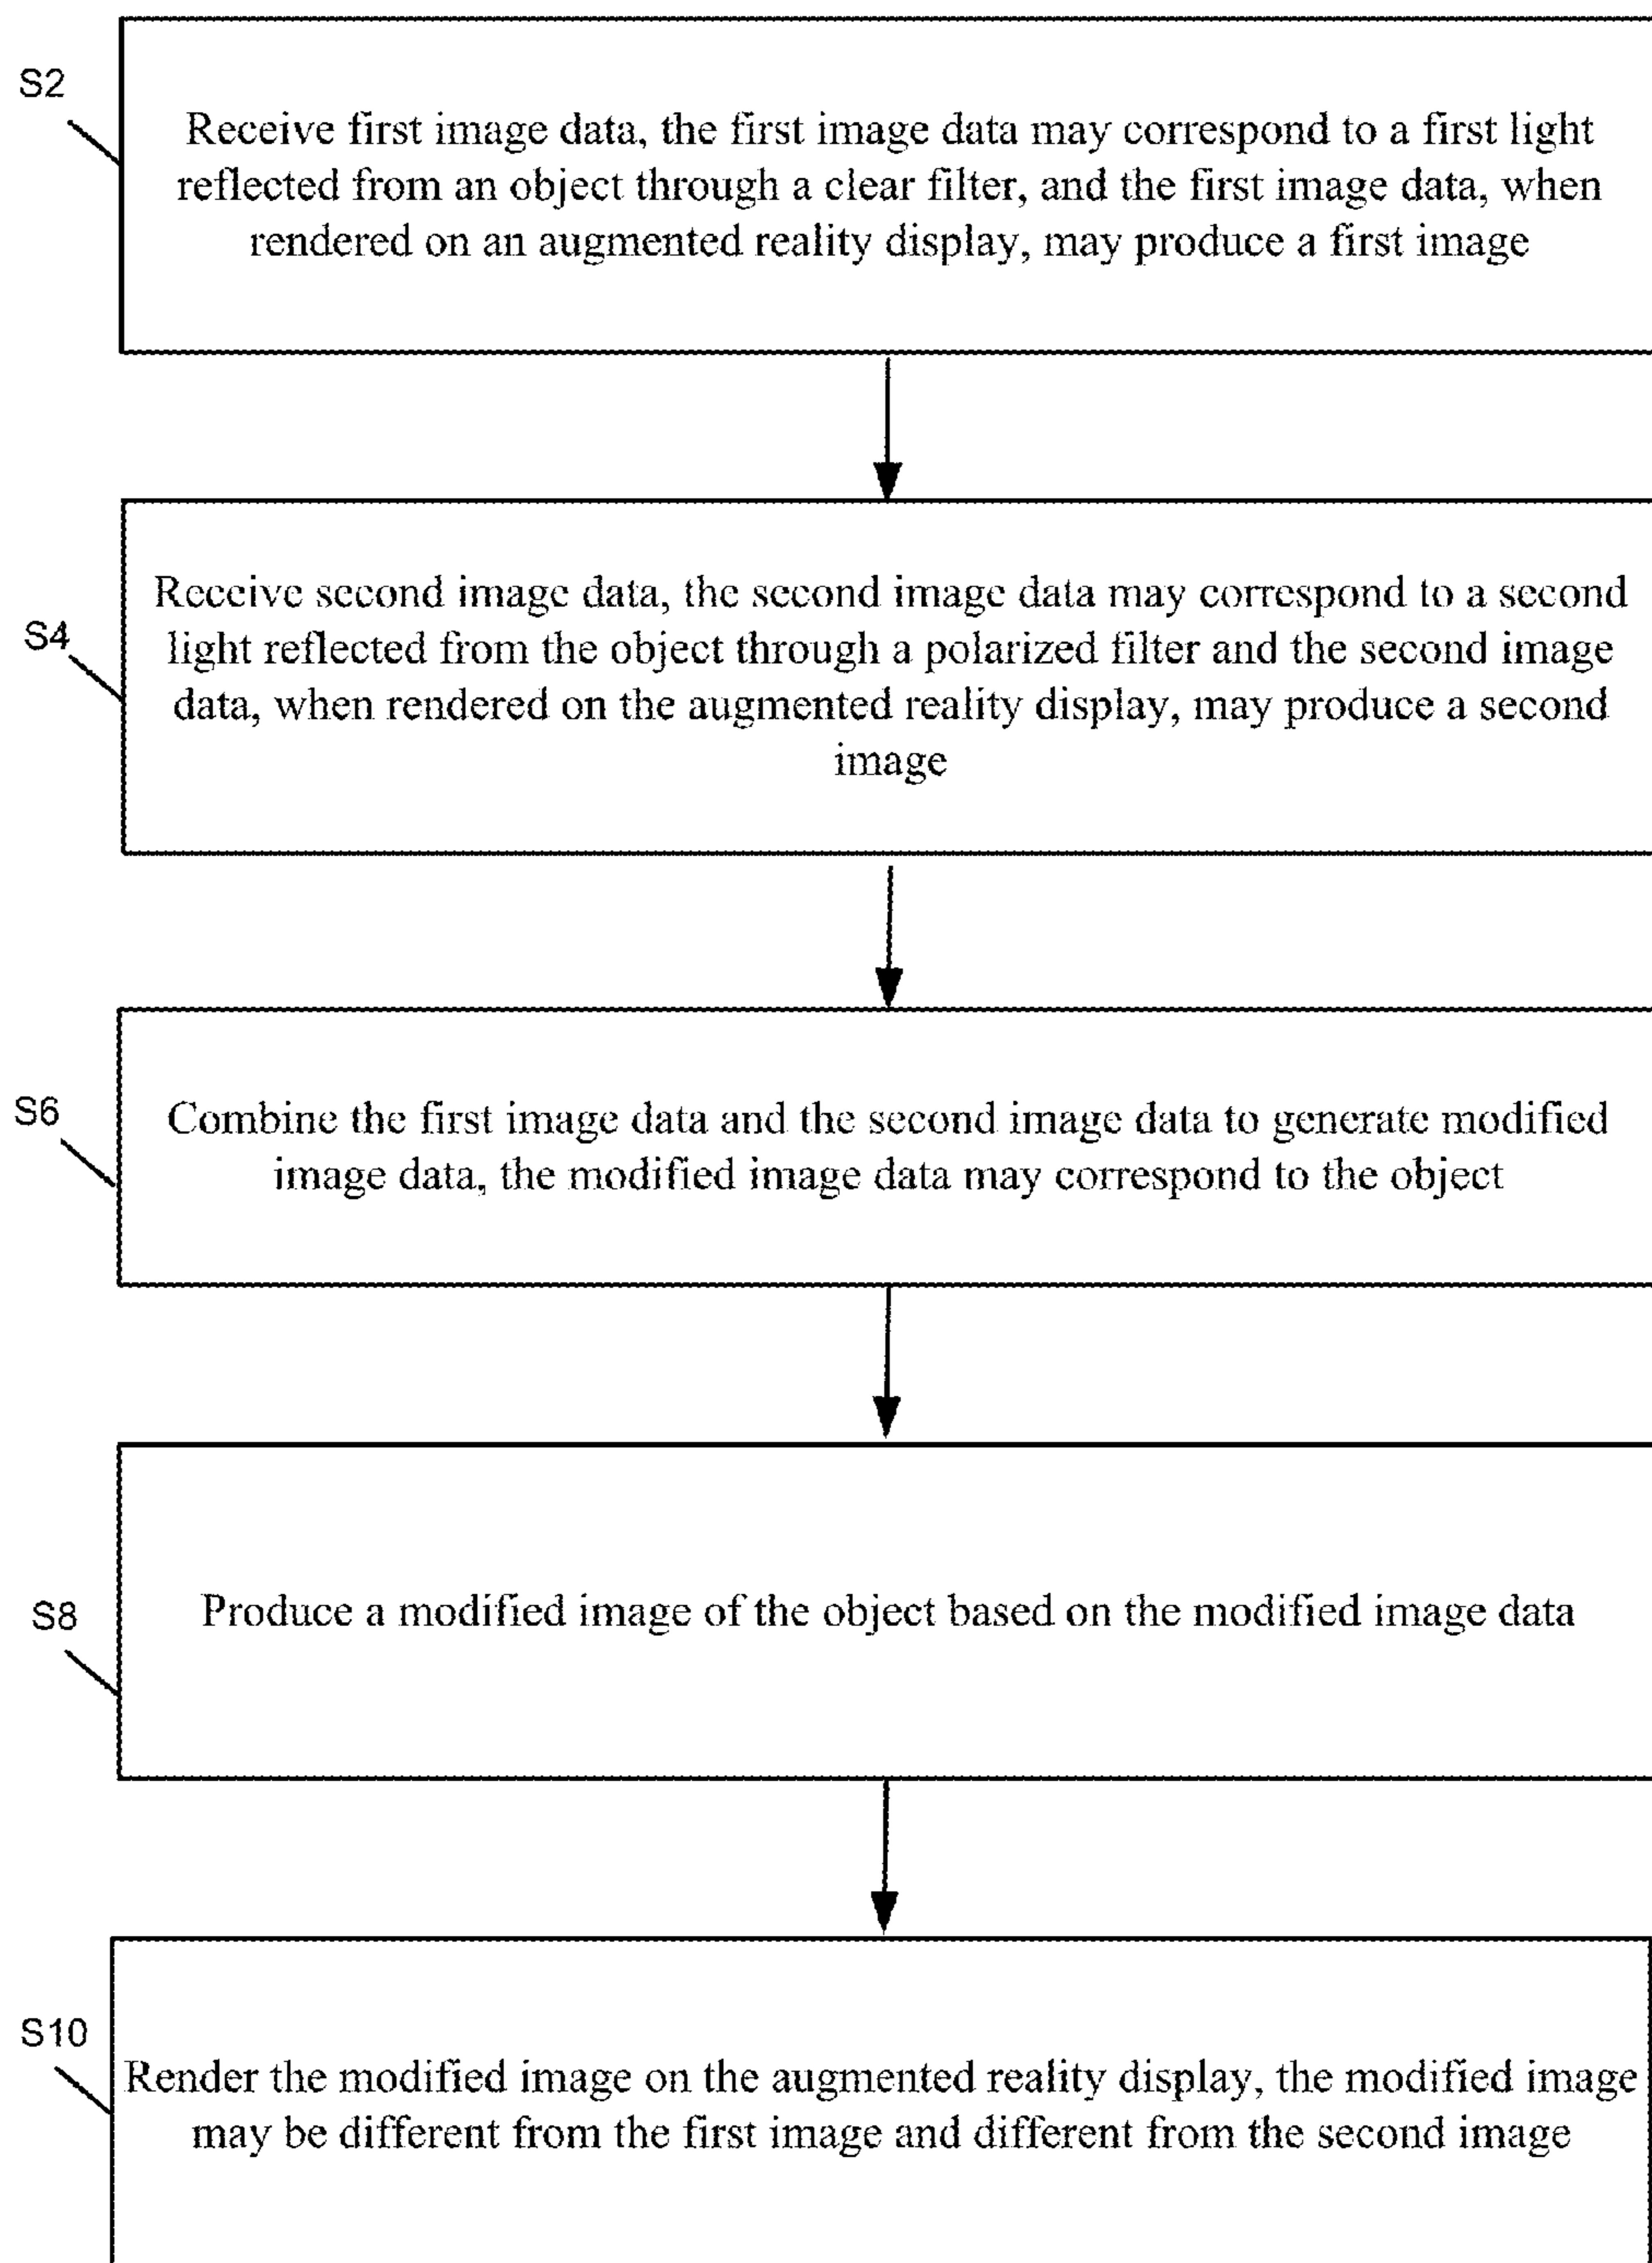 S2
Receive first image data, the first image data may correspond to a first light
reflected from an object through a clear filter, and the first image data, when
rendered on an augmented reality display, may produce a first image
S4
Receive second image data, the second image data may correspond to a second
light reflected from the object through a polarized filter and the second image
data, when rendered on the augmented reality display, may produce a second
image
S6
Combine the first image data and the second image data to generate modified
image data, the modified image data may correspond to the object
S8
Produce a modified image of the object based on the modified image data
S10
Render the modified image on the augmented reality display, the modified image
may be different from the first image and different from the second image